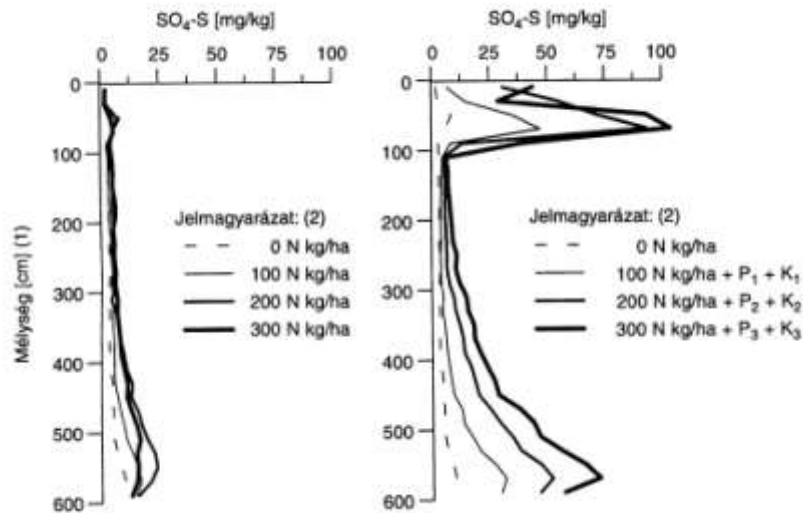 SO₄-S [mg/kg]
0 25 50 75 100
0
100
200
300
400
500
600
Mélység [cm] (1)
Jelmagyarázat: (2)
0 N kg/ha
100 N kg/ha
200 N kg/ha
300 N kg/ha
SO₄-S [mg/kg]
0 25 50 75 100
0
100
200
300
400
500
600
Jelmagyarázat: (2)
0 N kg/ha
100 N kg/ha + P₁ + K₁
200 N kg/ha + P₂ + K₂
300 N kg/ha + P₃ + K₃